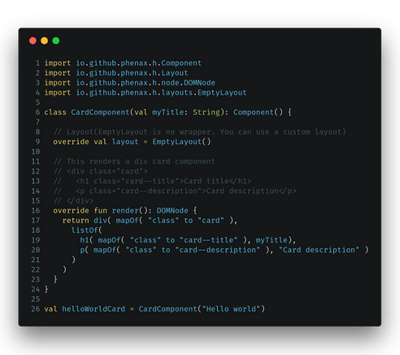 1 import io.github.phenax.h.Component
2 import io.github.phenax.h.Layout
3 import io.github.phenax.h.node.DOMNode
4 import io.github.phenax.h.layouts.EmptyLayout
5
6 class CardComponent(val myTitle: String): Component() {
7
8 // Layout(EmptyLayout is no wrapper. You can use a custom layout)
9 override val layout = EmptyLayout()
10
11 // This renders a div card component
12 // <div class="card">
13 //   <h1 class="card--title">Card title</h1>
14 //   <p class="card--description">Card description</p>
15 // </div>
16 override fun render(): DOMNode {
17 return div( mapOf( "class" to "card" ),
18 listOf(
19 h1( mapOf( "class" to "card--title" ), myTitle),
20 p( mapOf( "class" to "card--description" ), "Card description" )
21 )
22 )
23 }
24 }
25
26 val helloWorldCard = CardComponent("Hello world")